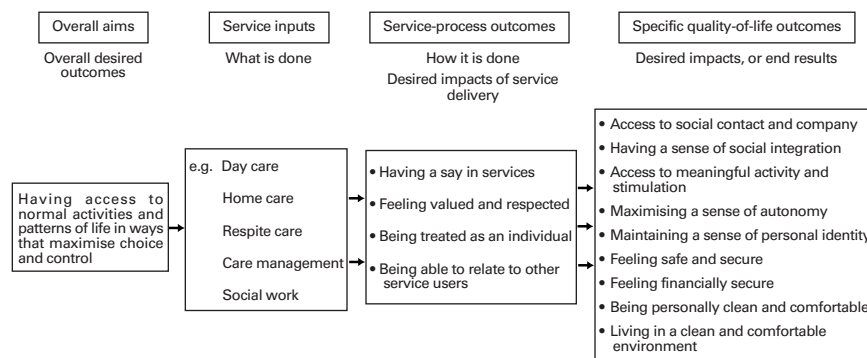 Overall aims
Overall desired
outcomes
Service inputs
What is done
Service-process outcomes
How it is done
Desired impacts of service
delivery
Specific quality-of-life outcomes
Desired impacts, or end results
Having access to
normal activities and
patterns of life in ways
that maximise choice
and control
e.g. Day care
Home care
Respite care
Care management
Social work
• Having a say in services
• Feeling valued and respected
• Being treated as an individual
• Being able to relate to other
service users
• Access to social contact and company
• Having a sense of social integration
• Access to meaningful activity and
stimulation
• Maximising a sense of autonomy
• Maintaining a sense of personal identity
• Feeling safe and secure
• Feeling financially secure
• Being personally clean and comfortable
• Living in a clean and comfortable
environment